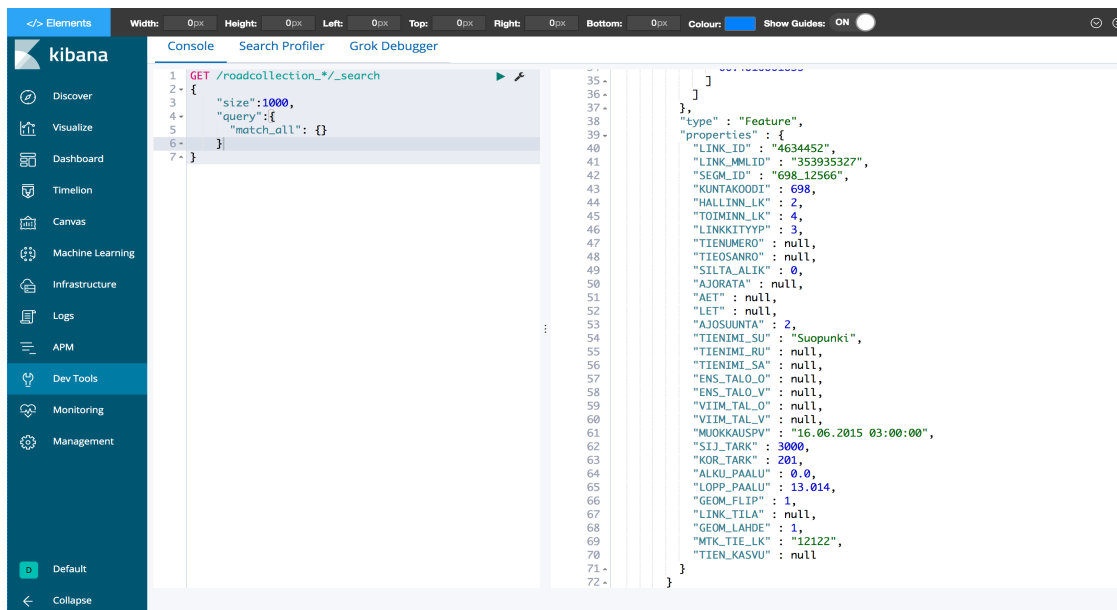 </> Elements Width: 0px Height: 0px Left: 0px Top: 0px Right: 0px Bottom: 0px Colour: Show Guides: ON
kibana
Discover
Visualize
Dashboard
Timelion
Canvas
Machine Learning
Infrastructure
Logs
APM
Dev Tools
Monitoring
Management
D Default
Collapse
Console Search Profiler Grok Debugger
1 GET /roadcollection_*/_search
2 {
3 "size":1000,
4 "query":{
5 "match_all": {}
6 }
7 }
35 ]
36 ]
37 },
38 "type" : "Feature",
39 "properties" : {
40 "LINK_ID" : "4634452",
41 "LINK_MMLID" : "353935327",
42 "SEGM_ID" : "698_12566",
43 "KUNTAKOODI" : 698,
44 "HALLINN_LK" : 2,
45 "TOIMINN_LK" : 4,
46 "LINKKITYYP" : 3,
47 "TIENUMERO" : null,
48 "TIEOSANRO" : null,
49 "SILTA_ALIK" : 0,
50 "AJORATA" : null,
51 "AET" : null,
52 "LET" : null,
53 "AJOSUUNTA" : 2,
54 "TIENIMI_SU" : "Suopunki",
55 "TIENIMI_RU" : null,
56 "TIENIMI_SA" : null,
57 "ENS_TALO_O" : null,
58 "ENS_TALO_V" : null,
59 "VIIM_TAL_O" : null,
60 "VIIM_TAL_V" : null,
61 "MUOKKAUSPV" : "16.06.2015 03:00:00",
62 "SIJ_TARK" : 3000,
63 "KOR_TARK" : 201,
64 "ALKU_PAALU" : 0.0,
65 "LOPP_PAALU" : 13.014,
66 "GEOM_FLIP" : 1,
67 "LINK_TILA" : null,
68 "GEOM_LAHDE" : 1,
69 "MTK_TIE_LK" : "12122",
70 "TIEN_KASVU" : null
71 }
72 }